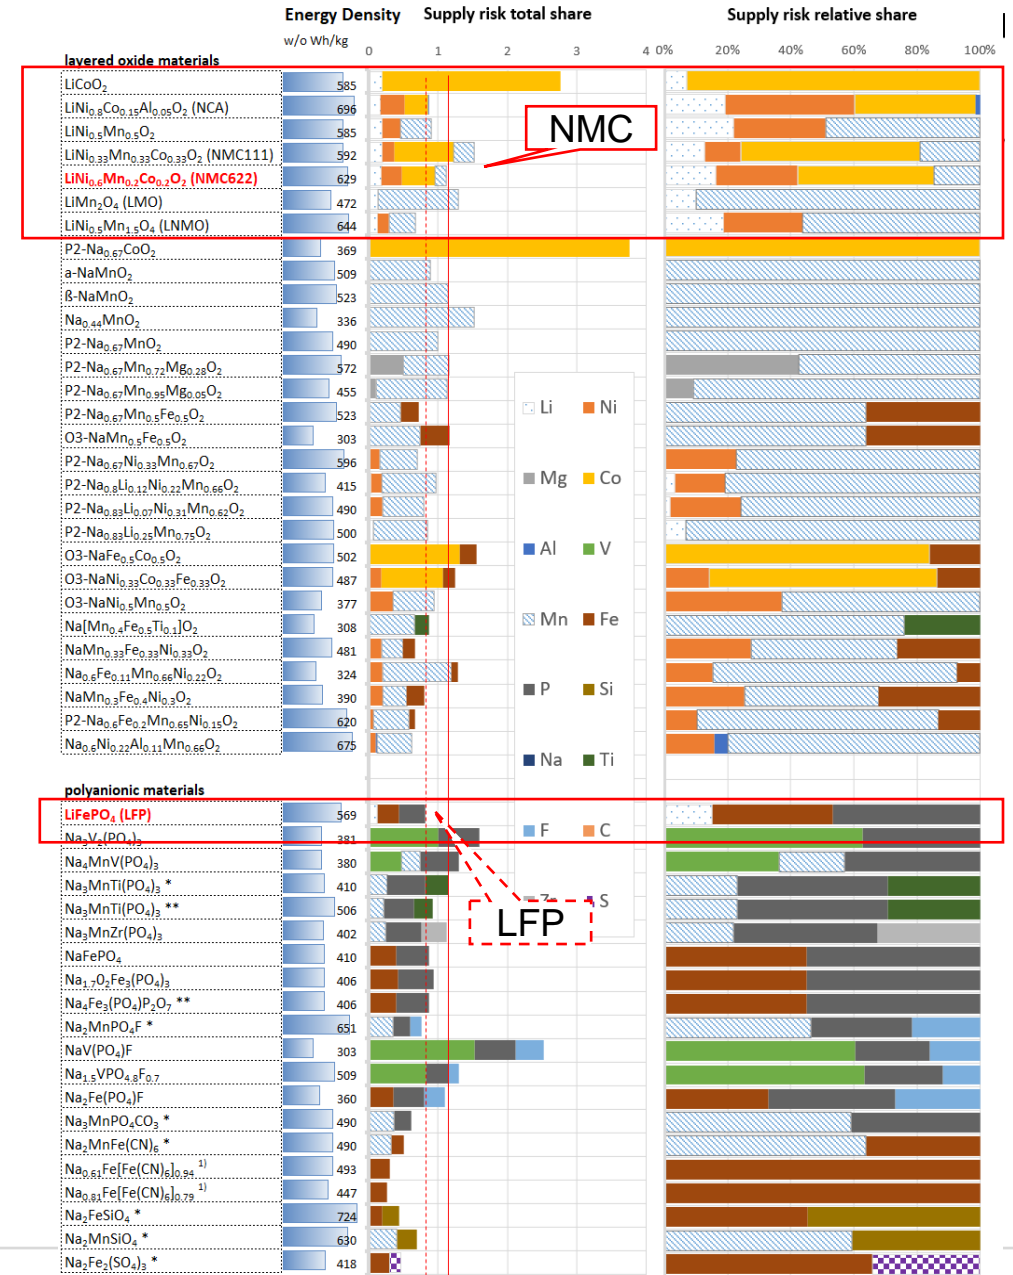 Energy Density Supply risk total share Supply risk relative share
w/o Wh/kg 0 1 2 3 4 0% 20% 40% 60% 80% 100%
layered oxide materials
LiCoO₂ 585
LiNi₀.₈Co₀.₁₅Al₀.₀₅O₂ (NCA) 696
LiNi₀.₅Mn₀.₅O₂ 585
NMC
LiNi₀.₃₃Mn₀.₃₃Co₀.₃₃O₂ (NMC111) 592
LiNi₀.₆Mn₀.₂Co₀.₂O₂ (NMC622) 629
LiMn₂O₄ (LMO) 472
LiNi₀.₅Mn₁.₅O₄ (LNMO) 644
P2-Na₀.₆₇CoO₂ 369
a-NaMnO₂ 509
ß-NaMnO₂ 523
Na₀.₄₄MnO₂ 336
P2-Na₀.₆₇MnO₂ 490
P2-Na₀.₆₇Mn₀.₇₂Mg₀.₂₈O₂ 572
P2-Na₀.₆₇Mn₀.₉₅Mg₀.₀₅O₂ 455
P2-Na₀.₆₇Mn₀.₅Fe₀.₅O₂ 523
Li Ni
O3-NaMn₀.₅Fe₀.₅O₂ 303
P2-Na₀.₆₇Ni₀.₃₃Mn₀.₆₇O₂ 596
P2-Na₀.₈Li₀.₁₂Ni₀.₂₂Mn₀.₆₆O₂ 415
Mg Co
P2-Na₀.₈₃Li₀.₀₇Ni₀.₃₁Mn₀.₆₂O₂ 490
P2-Na₀.₈₃Li₀.₂₅Mn₀.₇₅O₂ 500
O3-NaFe₀.₅Co₀.₅O₂ 502
Al V
O3-NaNi₀.₃₃Co₀.₃₃Fe₀.₃₃O₂ 487
O3-NaNi₀.₅Mn₀.₅O₂ 377
Na[Mn₀.₄Fe₀.₅Ti₀.₁]O₂ 308
Mn Fe
NaMn₀.₃₃Fe₀.₃₃Ni₀.₃₃O₂ 481
Na₀.₆Fe₀.₁₁Mn₀.₆₆Ni₀.₂₂O₂ 324
NaMn₀.₃Fe₀.₄Ni₀.₃O₂ 390
P Si
P2-Na₀.₆Fe₀.₂Mn₀.₆₅Ni₀.₁₅O₂ 620
Na₀.₆Ni₀.₂₂Al₀.₁₁Mn₀.₆₆O₂ 675
Na Ti
polyanionic materials
LiFePO₄ (LFP) 569
F C
Na₃V₂(PO₄)₃ 381
Na₄MnV(PO₄)₃ 380
Na₃MnTi(PO₄)₃ * 410
Na₃MnTi(PO₄)₃ ** 506
Zr S
LFP
Na₃MnZr(PO₄)₃ 402
NaFePO₄ 410
Na₁.₇0₂Fe₃(PO₄)₃ 406
Na₄Fe₃(PO₄)P₂O₇ ** 406
Na₂MnPO₄F * 651
NaV(PO₄)F 303
Na₁.₅VPO₄.₈F₀.₇ 509
Na₂Fe(PO₄)F 360
Na₃MnPO₄CO₃ * 490
Na₂MnFe(CN)₆ * 490
Na₀.₆₁Fe[Fe(CN)₆]₀.₉₄ ¹⁾ 493
Na₀.₈₁Fe[Fe(CN)₆]₀.₇₉ ¹⁾ 447
Na₂FeSiO₄ * 724
Na₂MnSiO₄ * 630
Na₂Fe₂(SO₄)₃ * 418